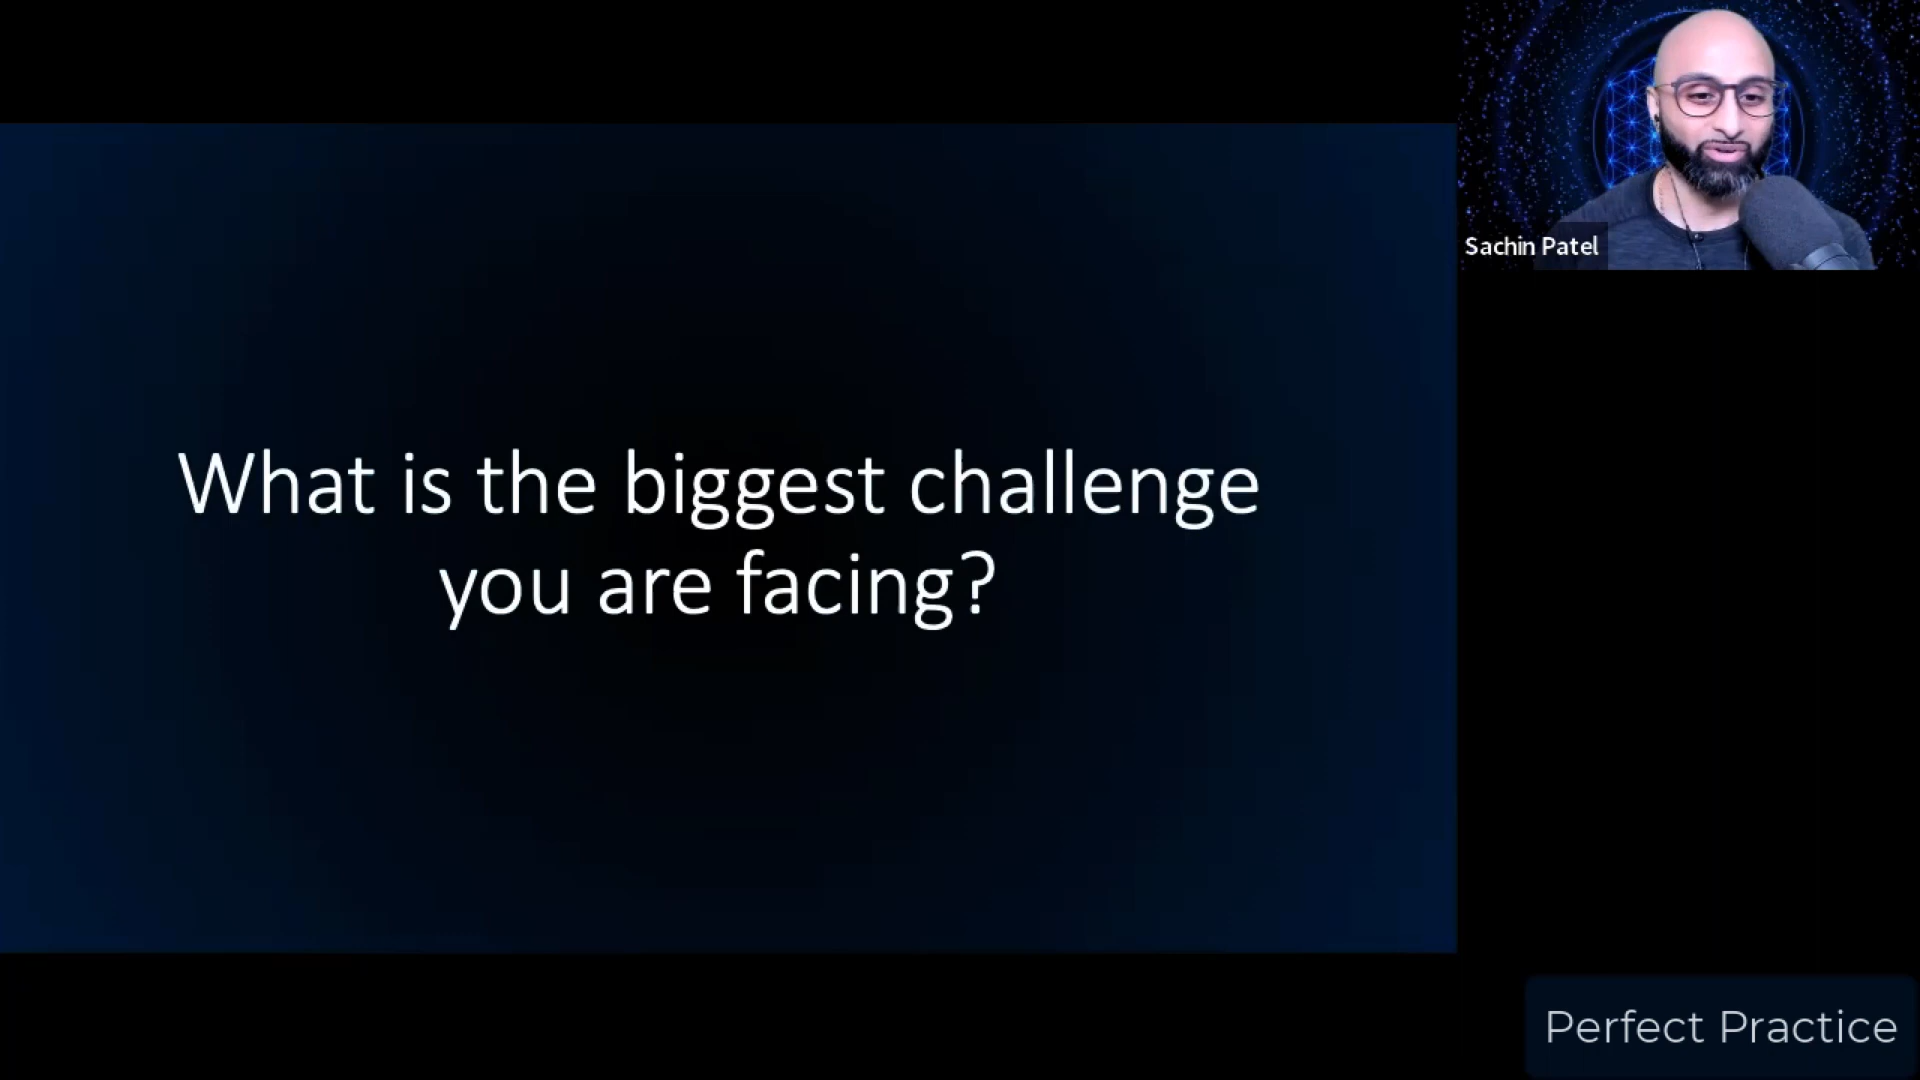 What is the biggest challenge
you are facing?
Sachin Patel
Perfect Practice